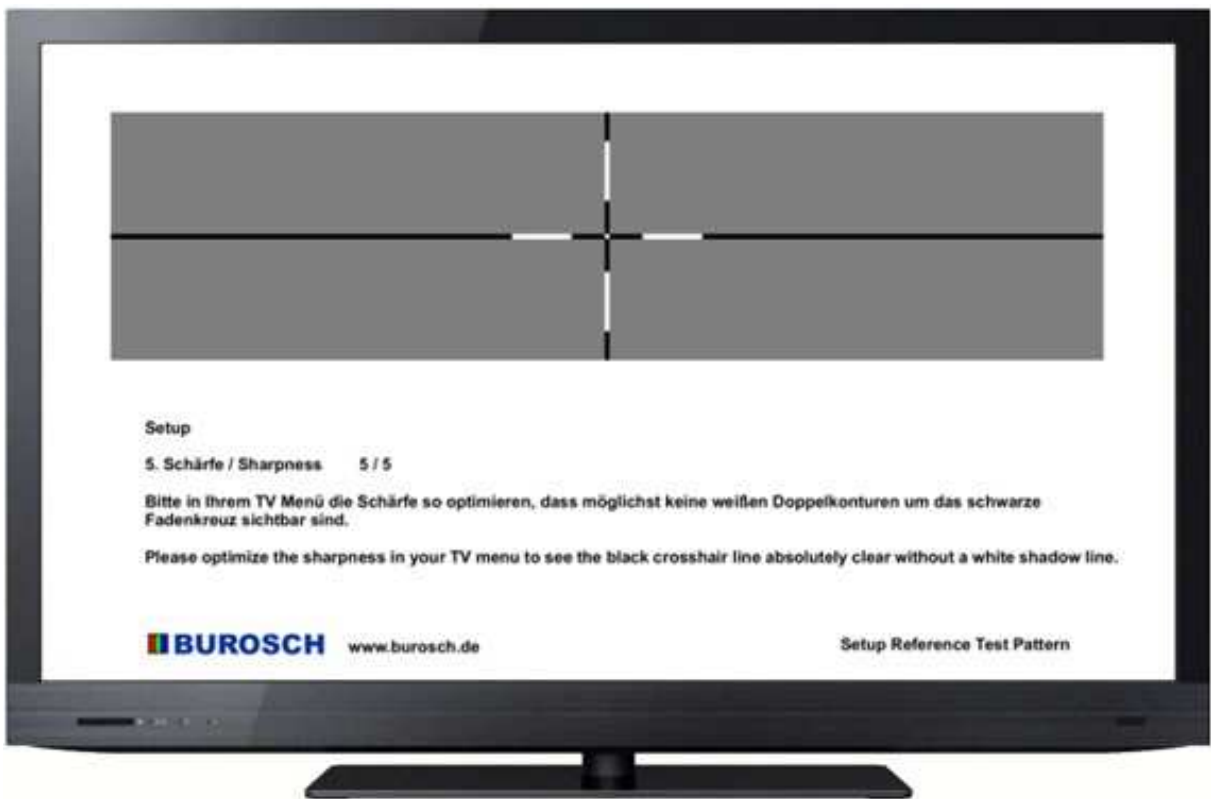 Setup
5. Schärfe / Sharpness 5 / 5
Bitte in Ihrem TV Menü die Schärfe so optimieren, dass möglichst keine weißen Doppelkonturen um das schwarze
Fadenkreuz sichtbar sind.
Please optimize the sharpness in your TV menu to see the black crosshair line absolutely clear without a white shadow line.
BUROSCH www.burosch.de Setup Reference Test Pattern